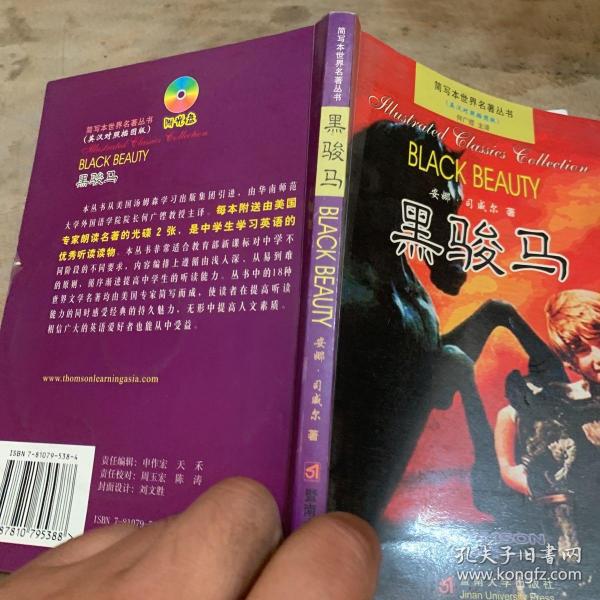 附光盘
简写本世界名著丛书
(英汉对照插图版)
Illustrated Classics Collection
BLACK BEAUTY
黑骏马
本丛书从美国汤姆森学习出版集团引进，由华南师范
大学外国语学院院长何广铿教授主译。每本附送由美国
专家朗读名著的光碟2张，是中学生学习英语的
优秀听读读物。本丛书非常适合教育部新课标对中学不
同阶段的不同要求，内容编排上遵循由浅入深、从易到难
的原则，循序渐进提高中学生的听读能力。丛书中的18种
世界文学名著均由美国专家简写而成，使读者在提高听读
能力的同时感受经典的持久魅力，无形中提高人文素质。
相信广大的英语爱好者也能从中受益。
www.thomsonlearningasia.com
ISBN 7-81079-538-4
责任编辑：申作宏 天禾
责任校对：周玉宏 陈涛
封面设计：刘文胜
ISBN 7-81079-5
787810795388
简写本世界名著丛书
黑骏马
BLACK BEAUTY
安娜·司威尔 著
暨南
简写本世界名著丛书
(英汉对照插图版)
何广铿 主译
Illustrated Classics Collection
BLACK BEAUTY
安娜·司威尔 著
黑骏马
暨南大学出版社
Jinan University Press
孔夫子旧书网
www.kongfz.com